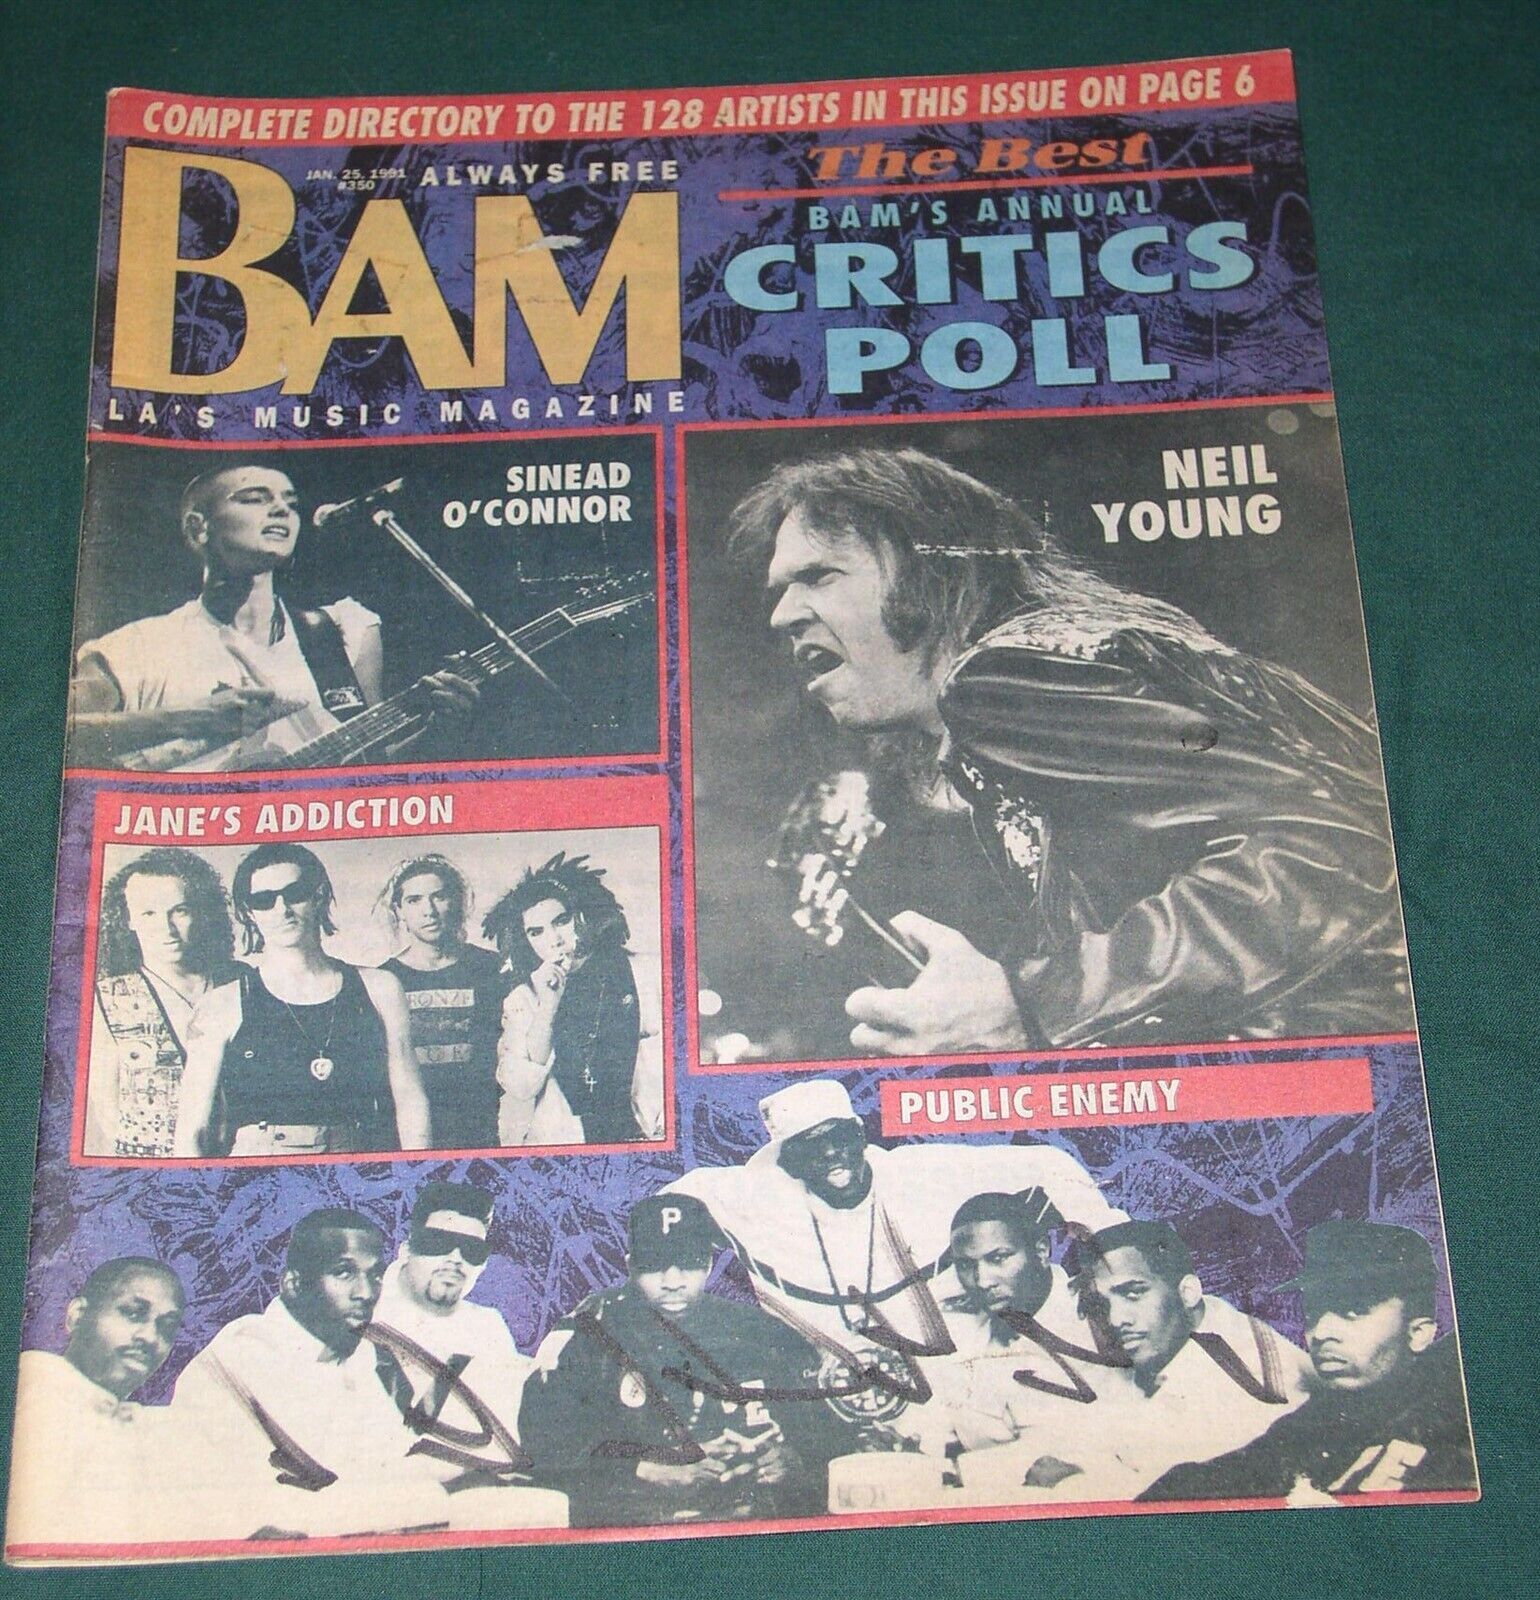 COMPLETE DIRECTORY TO THE 128 ARTISTS IN THIS ISSUE ON PAGE 6
JAN. 25, 1991
#350
ALWAYS FREE
BAM
LA'S MUSIC MAGAZINE
The Best
BAM'S ANNUAL
CRITICS
POLL
SINEAD
O'CONNOR
NEIL
YOUNG
JANE'S ADDICTION
RONZE
PUBLIC ENEMY
P